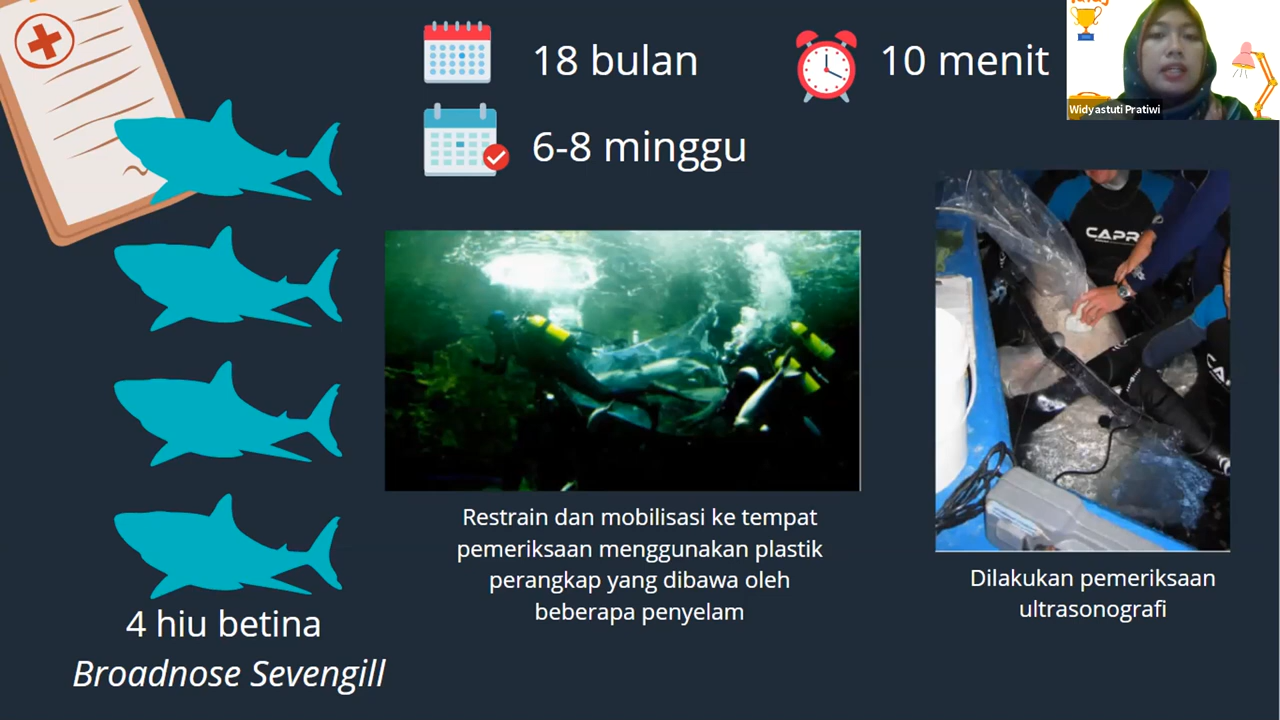 18 bulan
10 menit
Widyastuti Pratiwi
6-8 minggu
CAPR
Restrain dan mobilisasi ke tempat
pemeriksaan menggunakan plastik
perangkap yang dibawa oleh
beberapa penyelam
Dilakukan pemeriksaan
ultrasonografi
4 hiu betina
Broadnose Sevengill